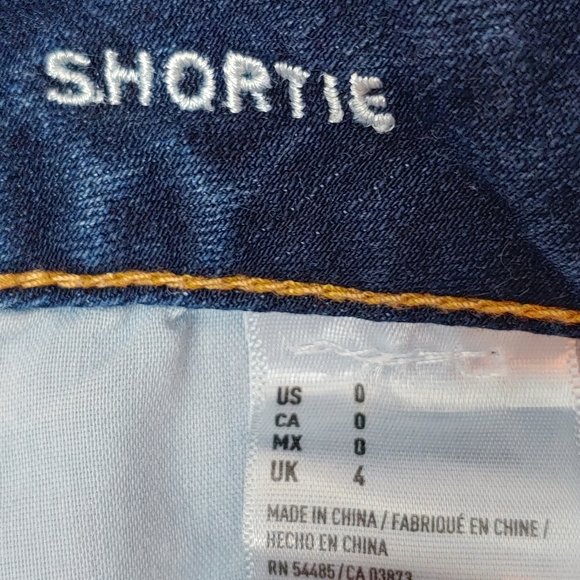 SHORTIE
US 0
CA 0
MX 0
UK 4
MADE IN CHINA / FABRIQUÉ EN CHINE /
HECHO EN CHINA
RN 54485 / CA 03873